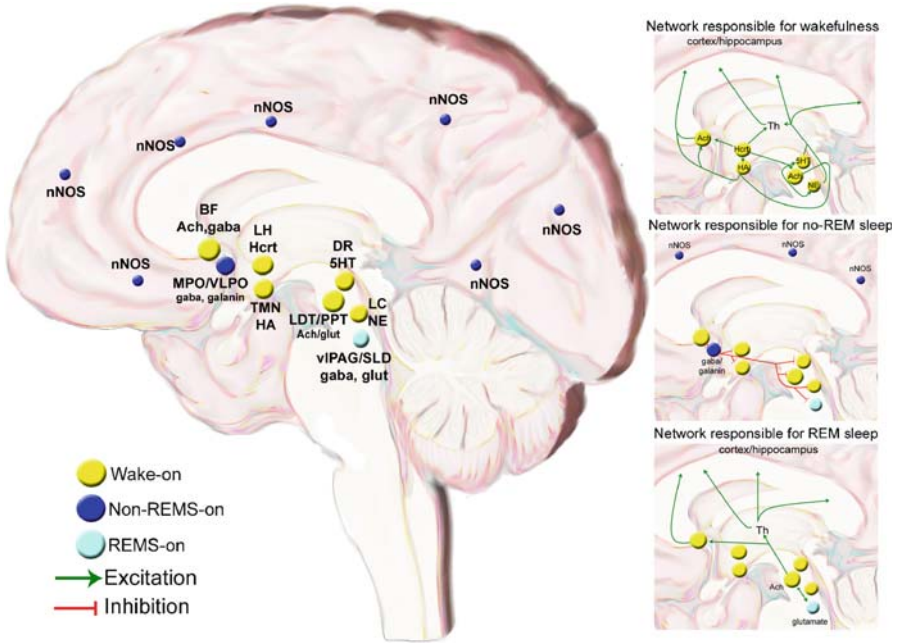 nNOS
nNOS
nNOS
nNOS
nNOS
nNOS
nNOS
BF
Ach,gaba
LH
Hcrt
DR
5HT
MPO/VLPO
gaba, galanin
TMN
HA
LDT/PPT
Ach/glut
LC
NE
vlPAG/SLD
gaba, glut
Wake-on
Non-REMS-on
REMS-on
Excitation
Inhibition
Network responsible for wakefulness
cortex/hippocampus
Th
Ach
Hcrt
HA
5HT
Ach
NE
Network responsible for no-REM sleep
nNOS
nNOS
nNOS
gaba/
galanin
Network responsible for REM sleep
cortex/hippocampus
Th
Ach
glutamate